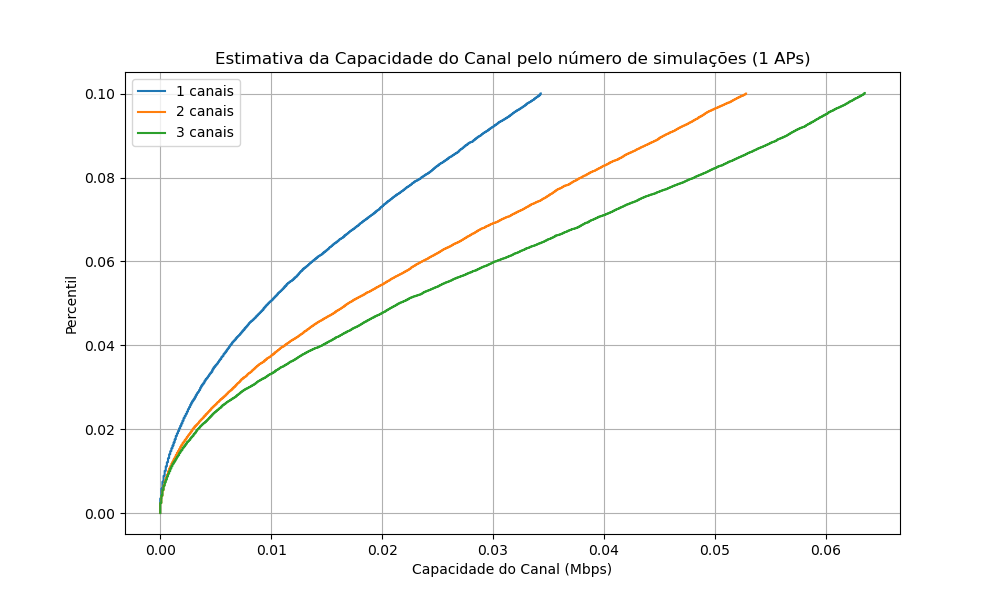 Estimativa da Capacidade do Canal pelo número de simulações (1 APs)
1 canais
2 canais
3 canais
Percentil
0.10
0.08
0.06
0.04
0.02
0.00
0.00 0.01 0.02 0.03 0.04 0.05 0.06
Capacidade do Canal (Mbps)